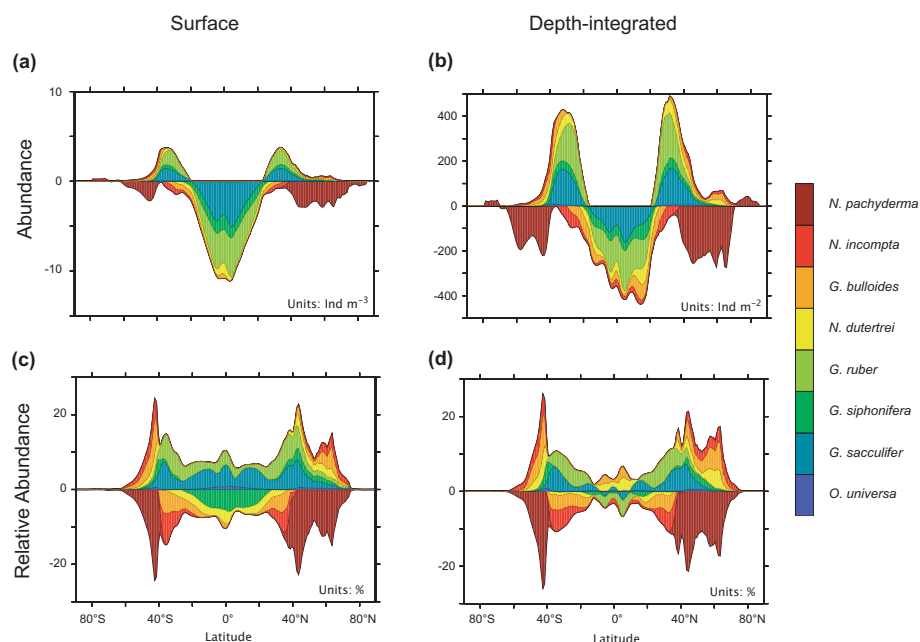 Surface
Depth-integrated
(a)
(b)
Abundance
10
0
-10
Units: Ind m⁻³
400
200
0
-200
-400
Units: Ind m⁻²
N. pachyderma
N. incompta
G. bulloides
N. dutertrei
G. ruber
G. siphonifera
G. sacculifer
O. universa
(c)
(d)
Relative Abundance
20
0
-20
Units: %
80°S 40°S 0° 40°N 80°N
Latitude
20
0
-20
Units: %
80°S 40°S 0° 40°N 80°N
Latitude